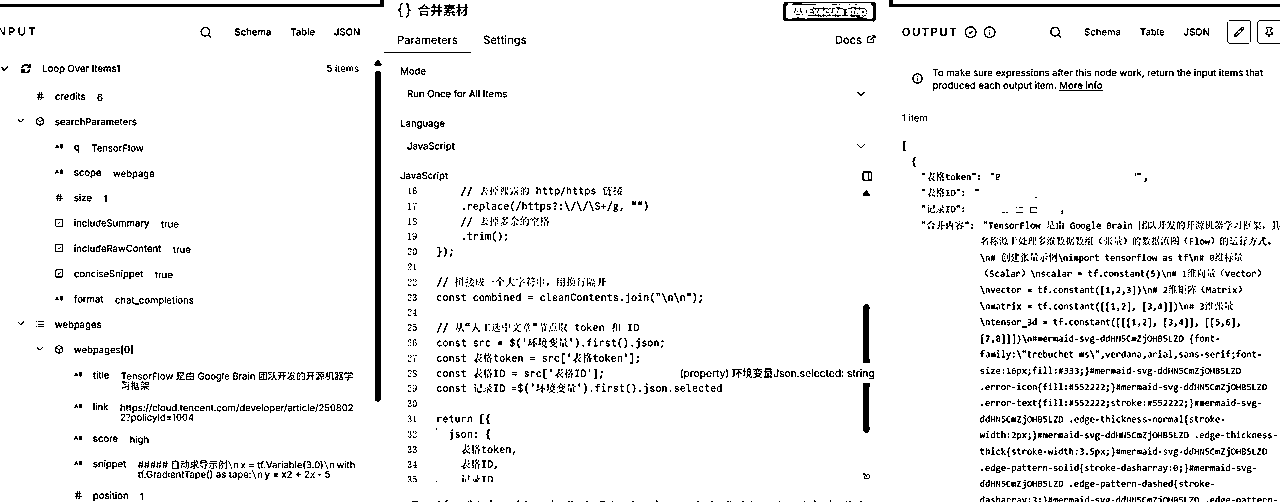 NPUT
Schema
Table
JSON
Loop Over Items1
5 items
# credits 6
searchParameters
q TensorFlow
scope webpage
# size 1
includeSummary true
includeRawContent true
conciseSnippet true
format chat_completions
webpages
webpages[0]
title TensorFlow 是由 Google Brain 团队开发的开源机器学
习框架
link https://cloud.tencent.com/developer/article/250802
2?policyId=1004
score high
snippet ##### 自动求导示例\n x = tf.Variable(3.0)\n with
tf.GradientTape() as tape:\n y = x2 + 2x - 5
# position 1
{} 合并素材
Execute step
Parameters
Settings
Docs
Mode
Run Once for All Items
Language
JavaScript
JavaScript
16 // 去掉裸露的 http/https 链接
17 .replace(/https?:\/\/\S+/g, "")
18 // 去掉多余的空格
19 .trim();
20 });
21
22 // 拼接成一个大字符串，用换行隔开
23 const combined = cleanContents.join("\n\n");
24
25 // 从“人工选中文章”节点取 token 和 ID
26 const src = $('环境变量').first().json;
27 const 表格token = src['表格token'];
28 const 表格ID = src['表格ID'];
(property) 环境变量Json.selected: string
29 const 记录ID =$('环境变量').first().json.selected
30
31 return [{
32 json: {
33 表格token,
34 表格ID,
35 记录ID
OUTPUT
Schema
Table
JSON
To make sure expressions after this node work, return the input items that
produced each output item. More info
1 item
[
{
"表格token": "
"表格ID": "
"记录ID":
"合并内容": "TensorFlow 是由 Google Brain 团队开发的开源机器学习框架，其
名称源于处理多维数据数组（张量）的数据流图（Flow）的运行方式。
\n# 创建张量示例\nimport tensorflow as tf\n# 0维标量
（Scalar）\nscalar = tf.constant(5)\n# 1维向量（Vector）
\nvector = tf.constant([1,2,3])\n# 2维矩阵（Matrix）
\nmatrix = tf.constant([[1,2], [3,4]])\n# 3维张量
\ntensor_3d = tf.constant([[[1,2], [3,4]], [[5,6],
[7,8]]])\n#mermaid-svg-ddHN5CmZjOHB5LZD {font-
family:\"trebuchet ms\",verdana,arial,sans-serif;font-
size:16px;fill:#333;}#mermaid-svg-ddHN5CmZjOHB5LZD
.error-icon{fill:#552222;}#mermaid-svg-ddHN5CmZjOHB5LZD
.error-text{fill:#552222;stroke:#552222;}#mermaid-svg-
ddHN5CmZjOHB5LZD .edge-thickness-normal{stroke-
width:2px;}#mermaid-svg-ddHN5CmZjOHB5LZD .edge-thickness-
thick{stroke-width:3.5px;}#mermaid-svg-ddHN5CmZjOHB5LZD
.edge-pattern-solid{stroke-dasharray:0;}#mermaid-svg-
ddHN5CmZjOHB5LZD .edge-pattern-dashed{stroke-
dasharray:3;}#mermaid-svg-ddHN5CmZjOHB5LZD .edge-pattern-